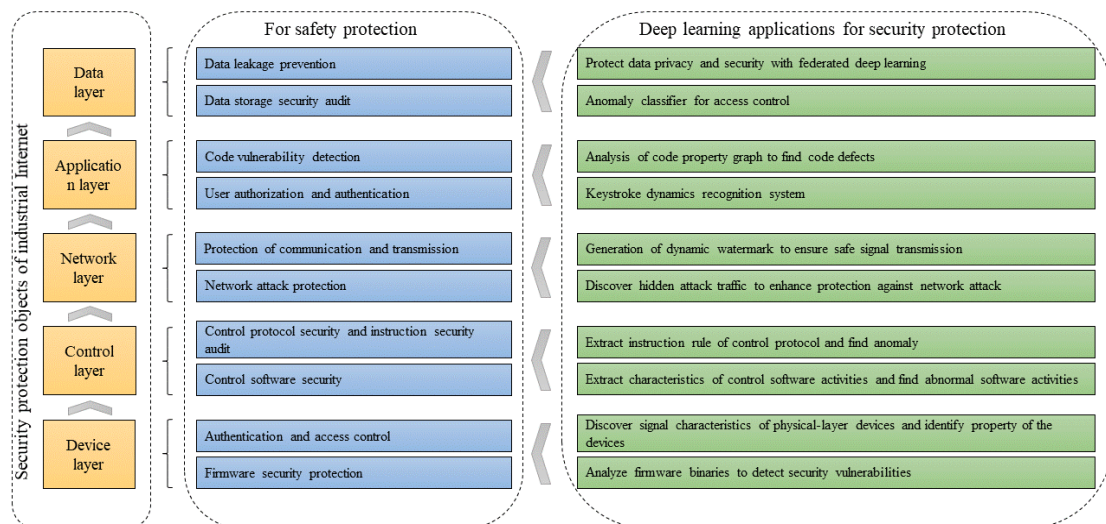 Security protection objects of industrial Internet
For safety protection
Deep learning applications for security protection
Data
layer
Data leakage prevention
Data storage security audit
Protect data privacy and security with federated deep learning
Anomaly classifier for access control
Applicatio
n layer
Code vulnerability detection
User authorization and authentication
Analysis of code property graph to find code defects
Keystroke dynamics recognition system
Network
layer
Protection of communication and transmission
Network attack protection
Generation of dynamic watermark to ensure safe signal transmission
Discover hidden attack traffic to enhance protection against network attack
Control
layer
Control protocol security and instruction security
audit
Control software security
Extract instruction rule of control protocol and find anomaly
Extract characteristics of control software activities and find abnormal software activities
Device
layer
Authentication and access control
Firmware security protection
Discover signal characteristics of physical-layer devices and identify property of the
devices
Analyze firmware binaries to detect security vulnerabilities